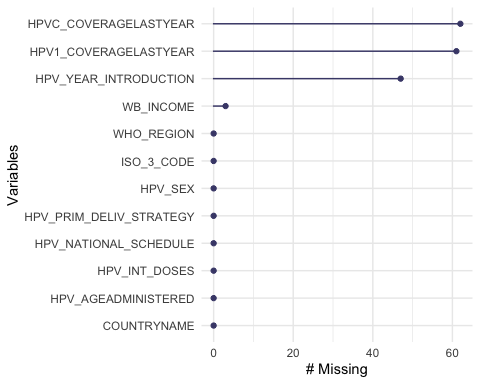 HPVC_COVERAGELASTYEAR
HPV1_COVERAGELASTYEAR
HPV_YEAR_INTRODUCTION
WB_INCOME
WHO_REGION
ISO_3_CODE
HPV_SEX
HPV_PRIM_DELIV_STRATEGY
HPV_NATIONAL_SCHEDULE
HPV_INT_DOSES
HPV_AGEADMINISTERED
COUNTRYNAME
Variables
0 20 40 60
# Missing